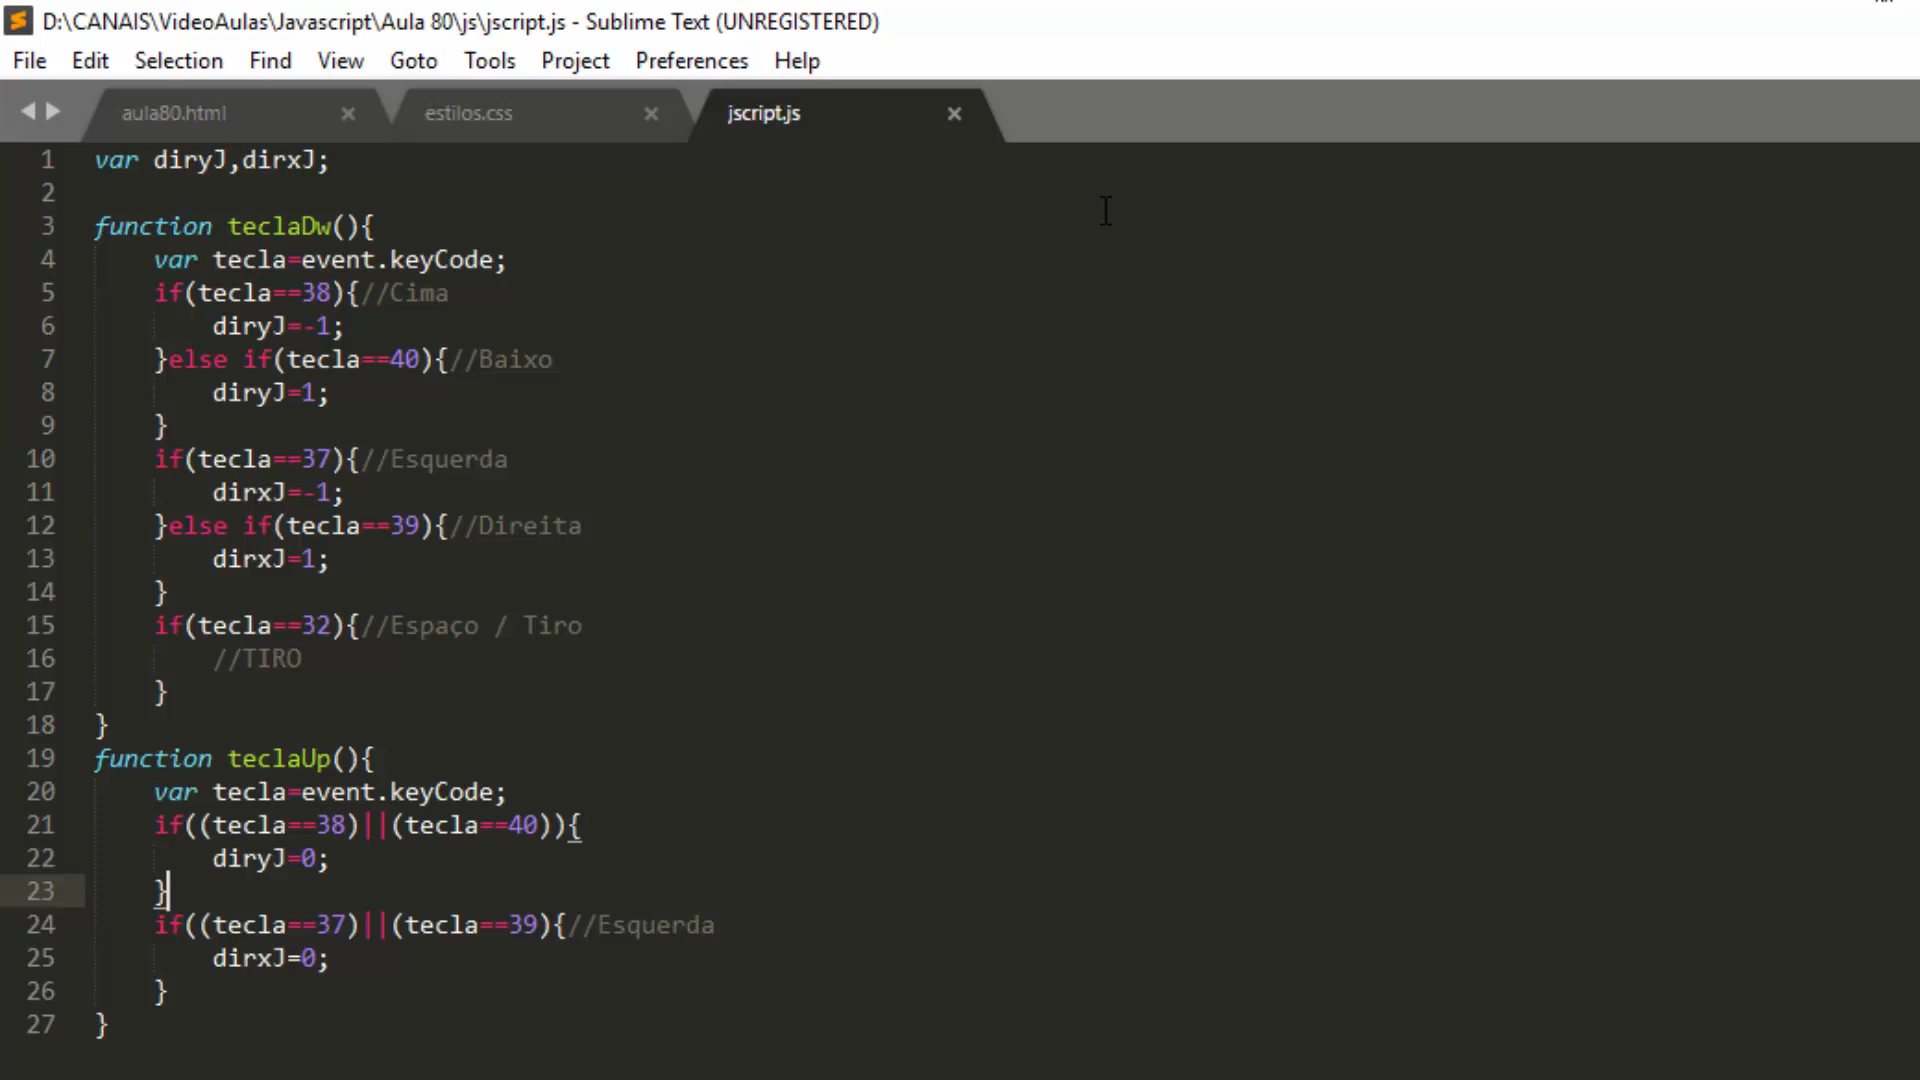 D:\CANAIS\VideoAulas\Javascript\Aula 80\js\jscript.js - Sublime Text (UNREGISTERED)
File Edit Selection Find View Goto Tools Project Preferences Help
aula80.html × estilos.css × jscript.js ×
1 var diryJ,dirxJ;
2
3 function teclaDw(){
4 var tecla=event.keyCode;
5 if(tecla==38){//Cima
6 diryJ=-1;
7 }else if(tecla==40){//Baixo
8 diryJ=1;
9 }
10 if(tecla==37){//Esquerda
11 dirxJ=-1;
12 }else if(tecla==39){//Direita
13 dirxJ=1;
14 }
15 if(tecla==32){//Espaço / Tiro
16 //TIRO
17 }
18 }
19 function teclaUp(){
20 var tecla=event.keyCode;
21 if((tecla==38)||(tecla==40)){
22 diryJ=0;
23 }
24 if((tecla==37)||(tecla==39){//Esquerda
25 dirxJ=0;
26 }
27 }